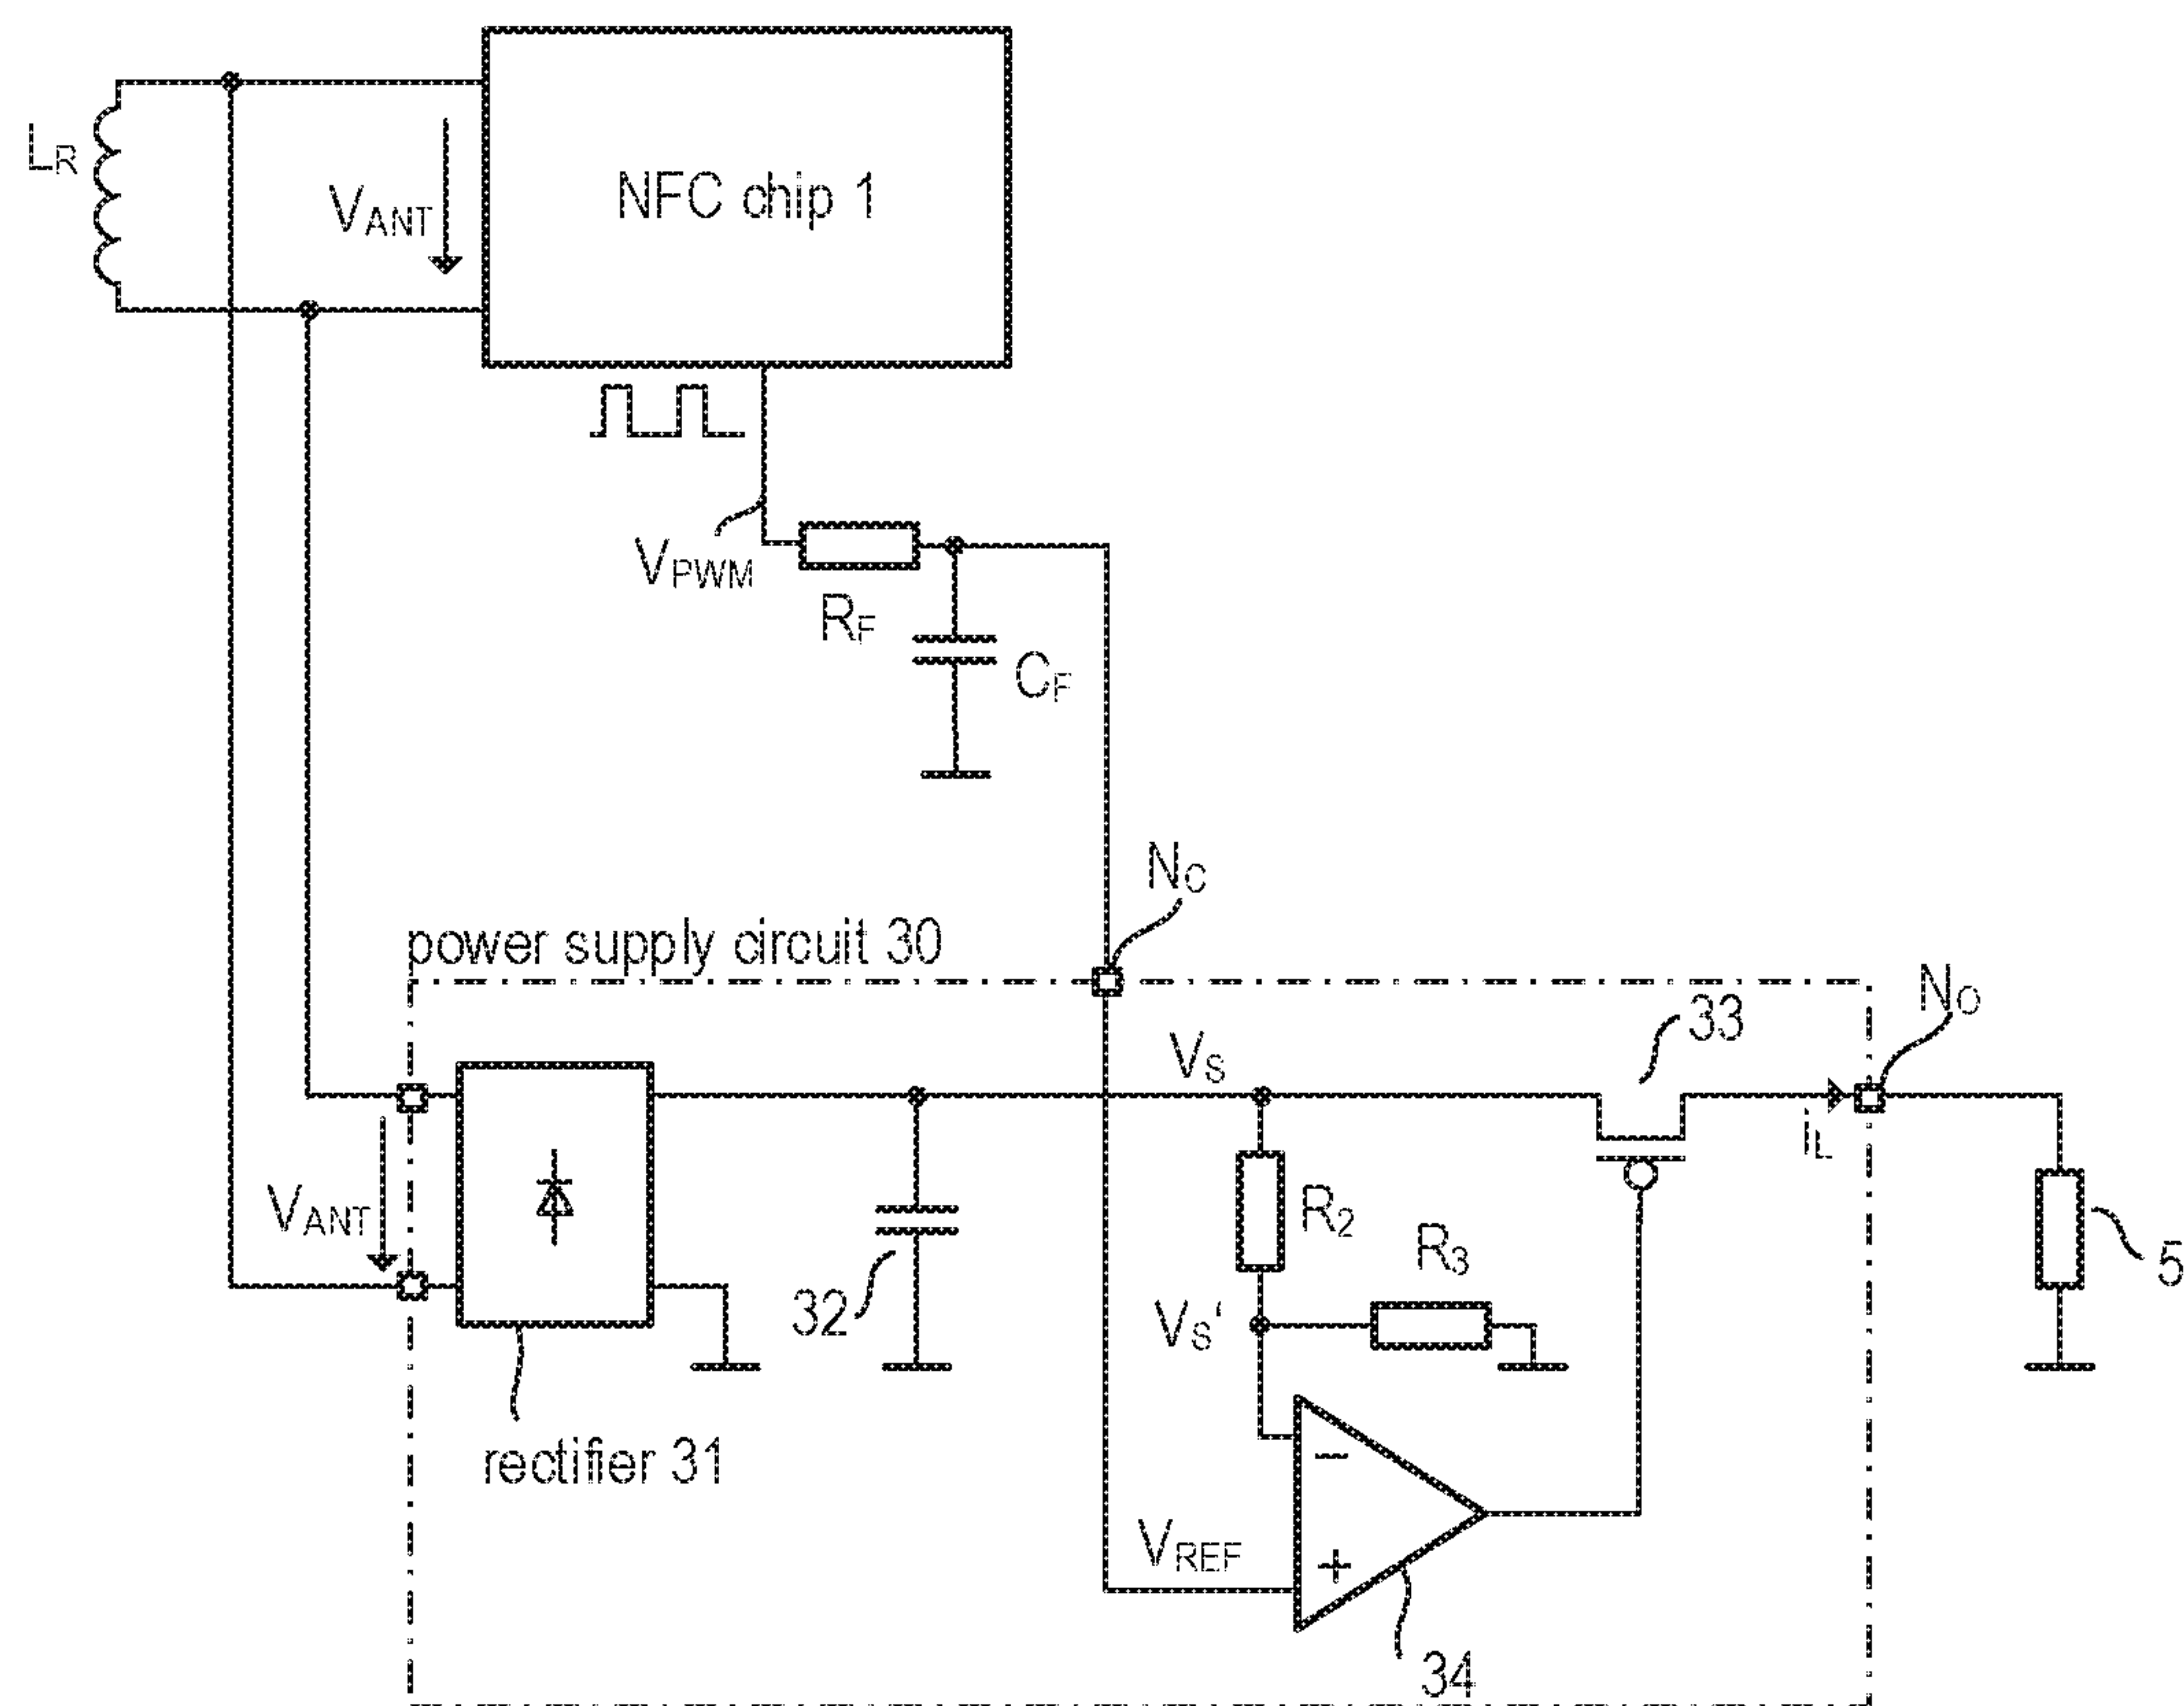 LR
VANT
NFC chip 1
VPWM
RF
CF
NC
power supply circuit 30
NO
33
VS
iL
VANT
R2
R3
5
32
VS'
rectifier 31
−
VREF
+
34